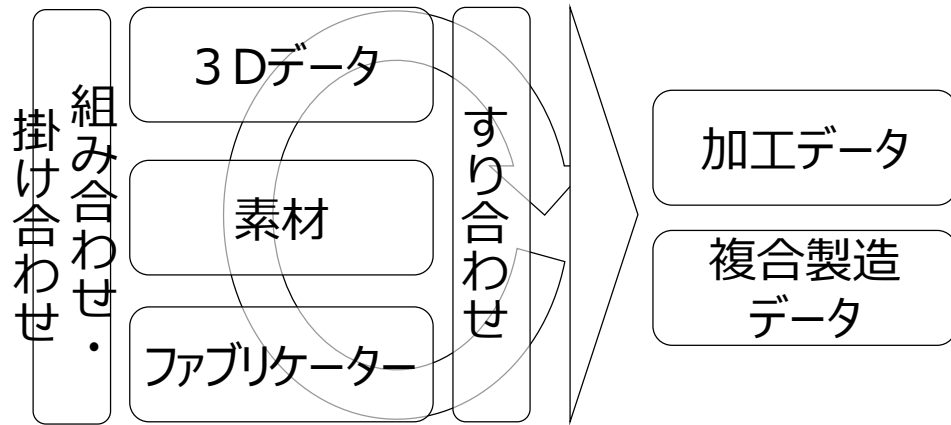 組み合わせ・
掛け合わせ
３Ｄデータ
素材
ファブリケーター
すり合わせ
加工データ
複合製造
データ